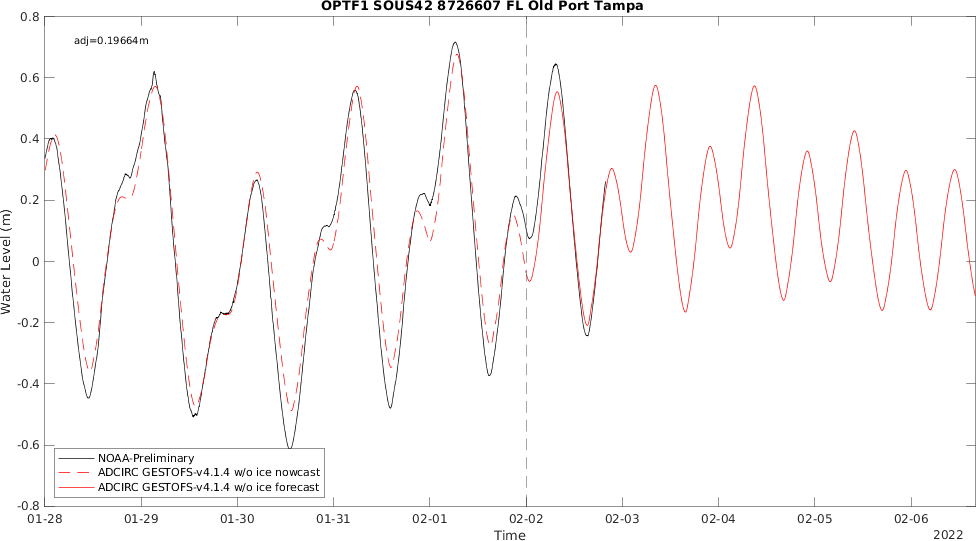 OPTF1 SOUS42 8726607 FL Old Port Tampa
adj=0.19664m
Water Level (m)
0.8
0.6
0.4
0.2
0
-0.2
-0.4
-0.6
-0.8
NOAA-Preliminary
ADCIRC GESTOFS-v4.1.4 w/o ice nowcast
ADCIRC GESTOFS-v4.1.4 w/o ice forecast
01-28 01-29 01-30 01-31 02-01 02-02 02-03 02-04 02-05 02-06
Time
2022